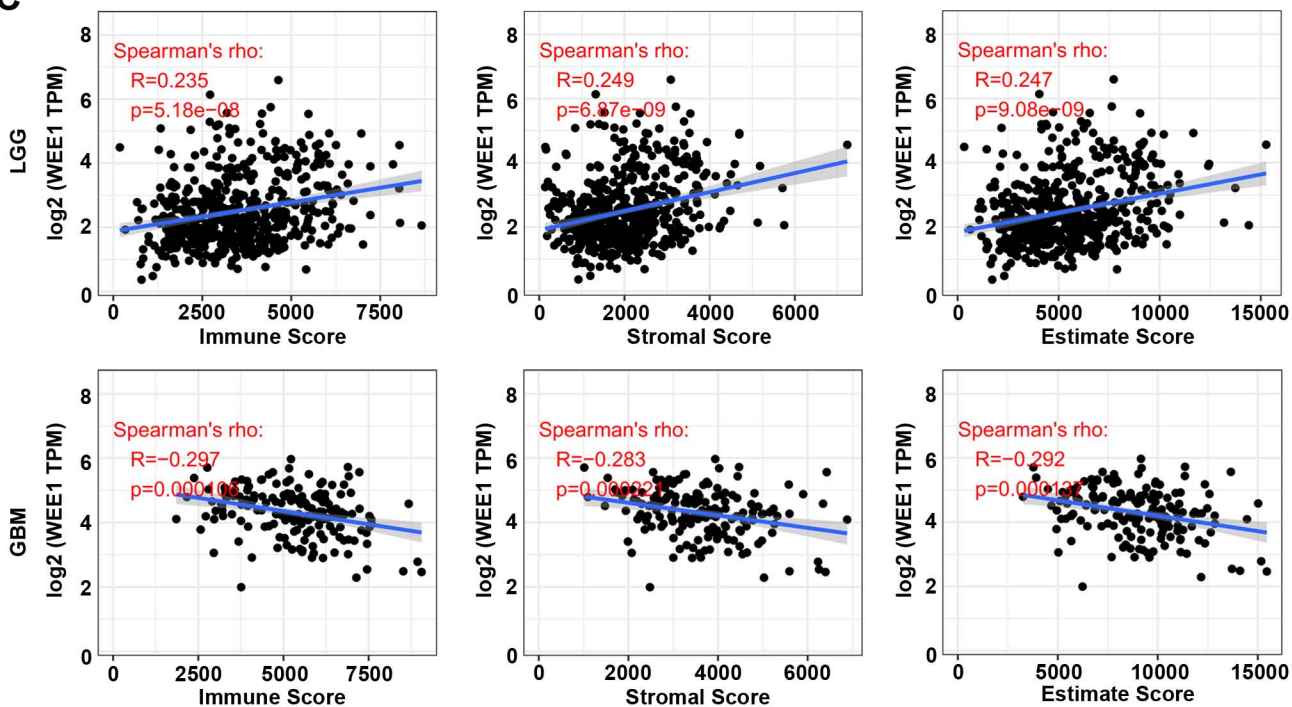 C
LGG
log2 (WEE1 TPM)
8
6
4
2
0
Spearman's rho:
R=0.235
p=5.18e−08
0 2500 5000 7500
Immune Score
log2 (WEE1 TPM)
8
6
4
2
0
Spearman's rho:
R=0.249
p=6.87e−09
0 2000 4000 6000
Stromal Score
log2 (WEE1 TPM)
8
6
4
2
0
Spearman's rho:
R=0.247
p=9.08e−09
0 5000 10000 15000
Estimate Score
GBM
log2 (WEE1 TPM)
8
6
4
2
0
Spearman's rho:
R=−0.297
p=0.000106
0 2500 5000 7500
Immune Score
log2 (WEE1 TPM)
8
6
4
2
0
Spearman's rho:
R=−0.283
p=0.000221
0 2000 4000 6000
Stromal Score
log2 (WEE1 TPM)
8
6
4
2
0
Spearman's rho:
R=−0.292
p=0.000137
0 5000 10000 15000
Estimate Score